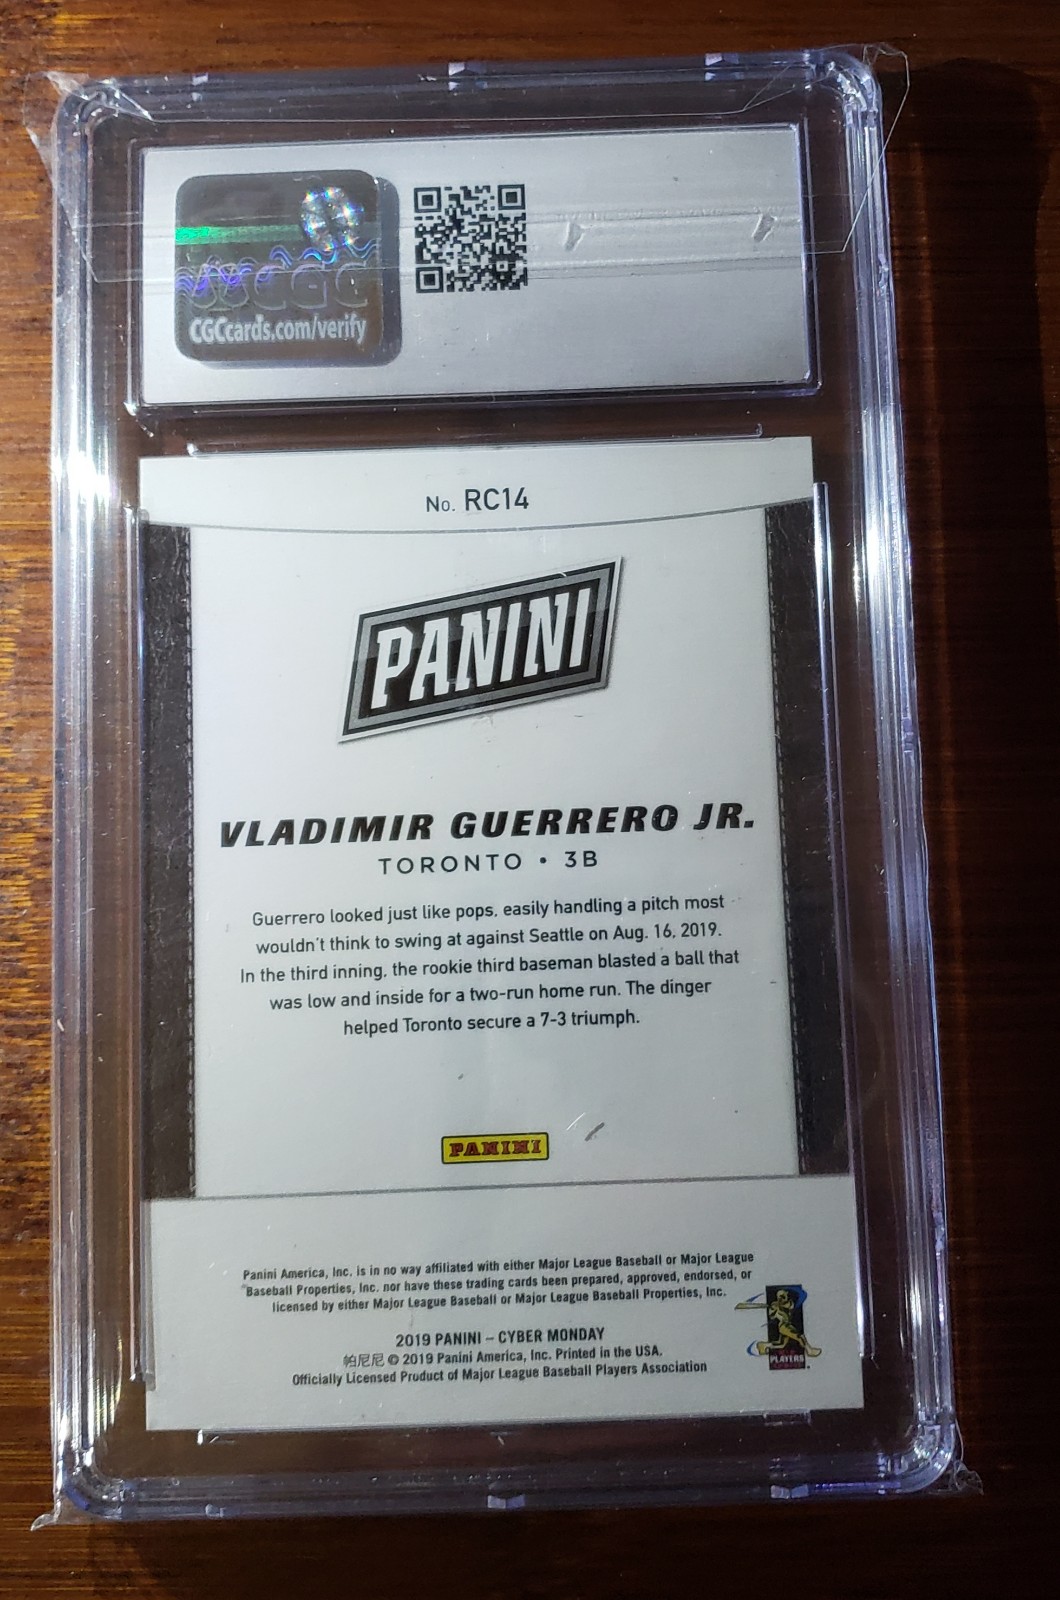 CGC
CGCcards.com/verify
No. RC14
PANINI
VLADIMIR GUERRERO JR.
TORONTO • 3B
Guerrero looked just like pops, easily handling a pitch most
wouldn't think to swing at against Seattle on Aug. 16, 2019.
In the third inning, the rookie third baseman blasted a ball that
was low and inside for a two-run home run. The dinger
helped Toronto secure a 7-3 triumph.
PANINI
Panini America, Inc. is in no way affiliated with either Major League Baseball or Major League
Baseball Properties, Inc. nor have these trading cards been prepared, approved, endorsed, or
licensed by either Major League Baseball or Major League Baseball Properties, Inc.
2019 PANINI – CYBER MONDAY
帕尼尼 © 2019 Panini America, Inc. Printed in the USA.
Officially Licensed Product of Major League Baseball Players Association
PLAYERS